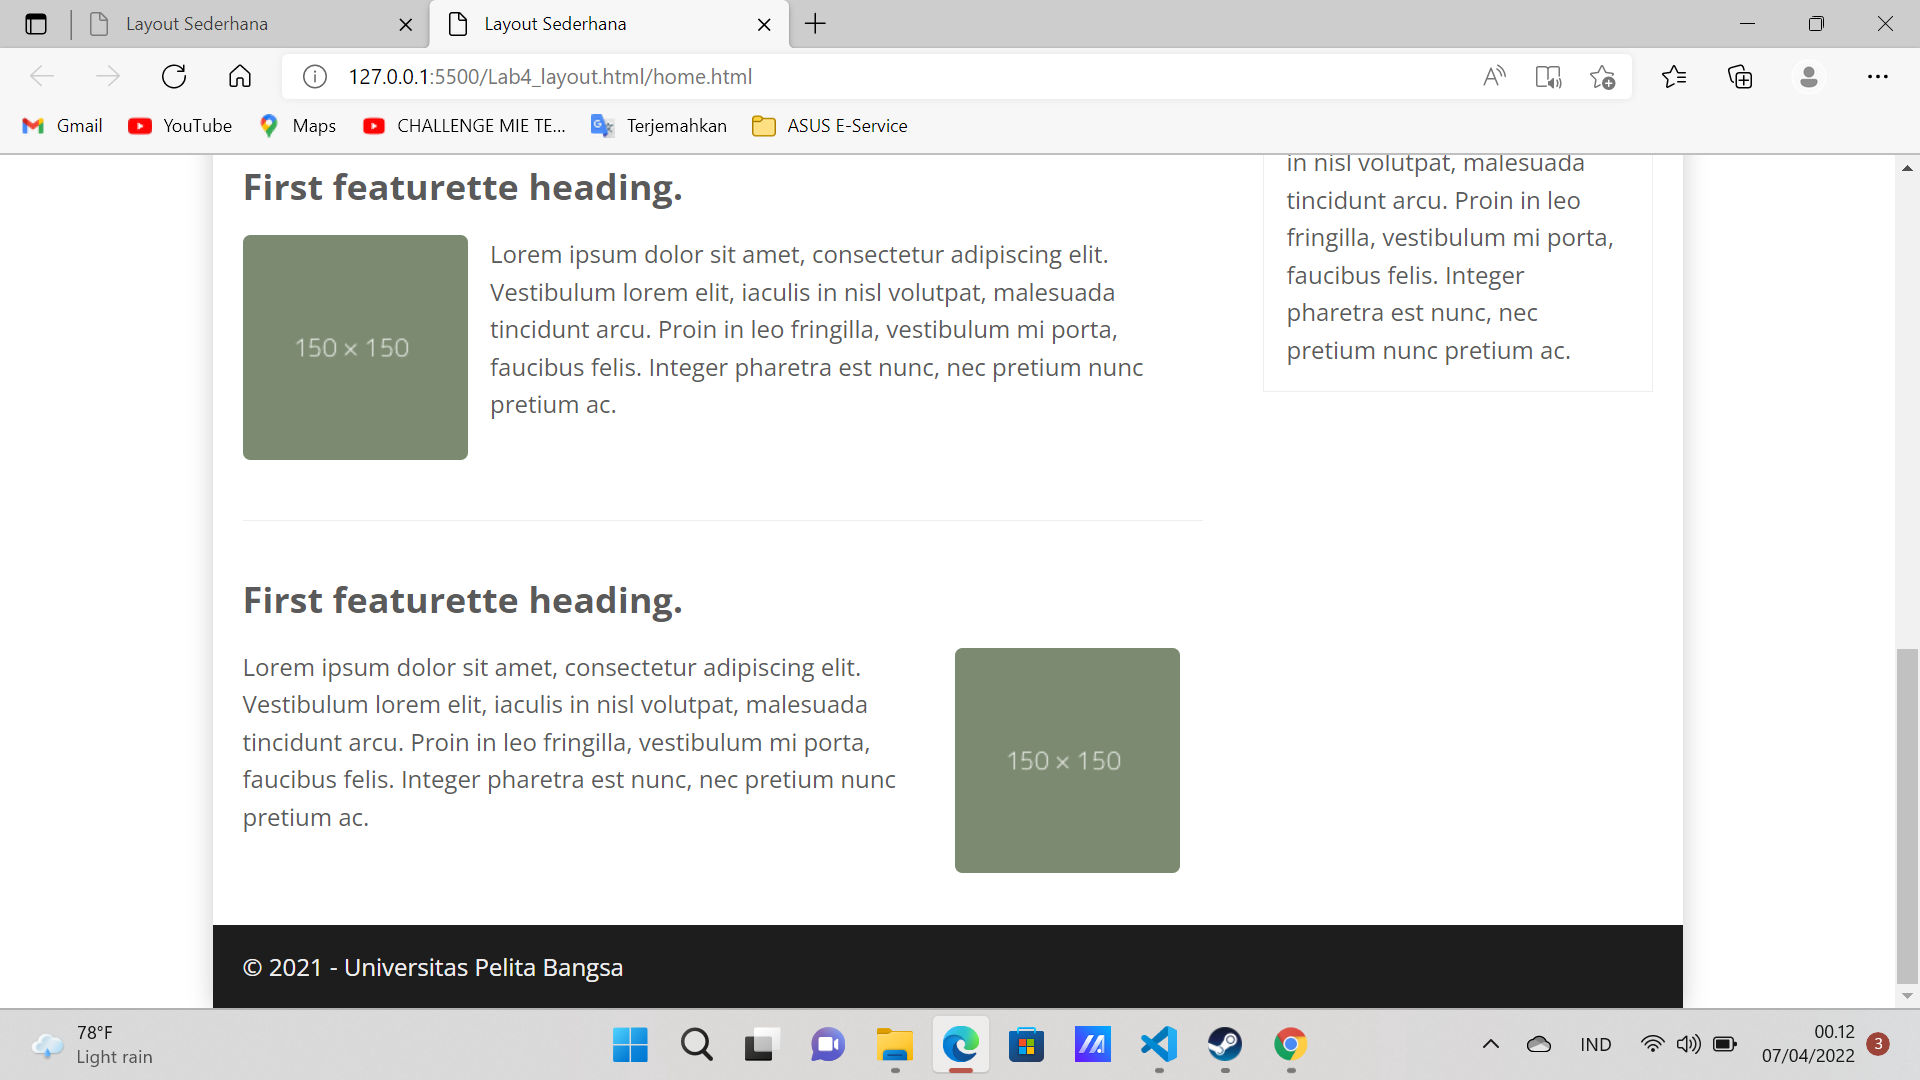 Layout Sederhana
Layout Sederhana
127.0.0.1:5500/Lab4_layout.html/home.html
Gmail
YouTube
Maps
CHALLENGE MIE TE...
Terjemahkan
ASUS E-Service
First featurette heading.
150 × 150
Lorem ipsum dolor sit amet, consectetur adipiscing elit.
Vestibulum lorem elit, iaculis in nisl volutpat, malesuada
tincidunt arcu. Proin in leo fringilla, vestibulum mi porta,
faucibus felis. Integer pharetra est nunc, nec pretium nunc
pretium ac.
in nisl volutpat, malesuada
tincidunt arcu. Proin in leo
fringilla, vestibulum mi porta,
faucibus felis. Integer
pharetra est nunc, nec
pretium nunc pretium ac.
First featurette heading.
Lorem ipsum dolor sit amet, consectetur adipiscing elit.
Vestibulum lorem elit, iaculis in nisl volutpat, malesuada
tincidunt arcu. Proin in leo fringilla, vestibulum mi porta,
faucibus felis. Integer pharetra est nunc, nec pretium nunc
pretium ac.
150 × 150
© 2021 - Universitas Pelita Bangsa
78°F
Light rain
IND
00.12
07/04/2022
3